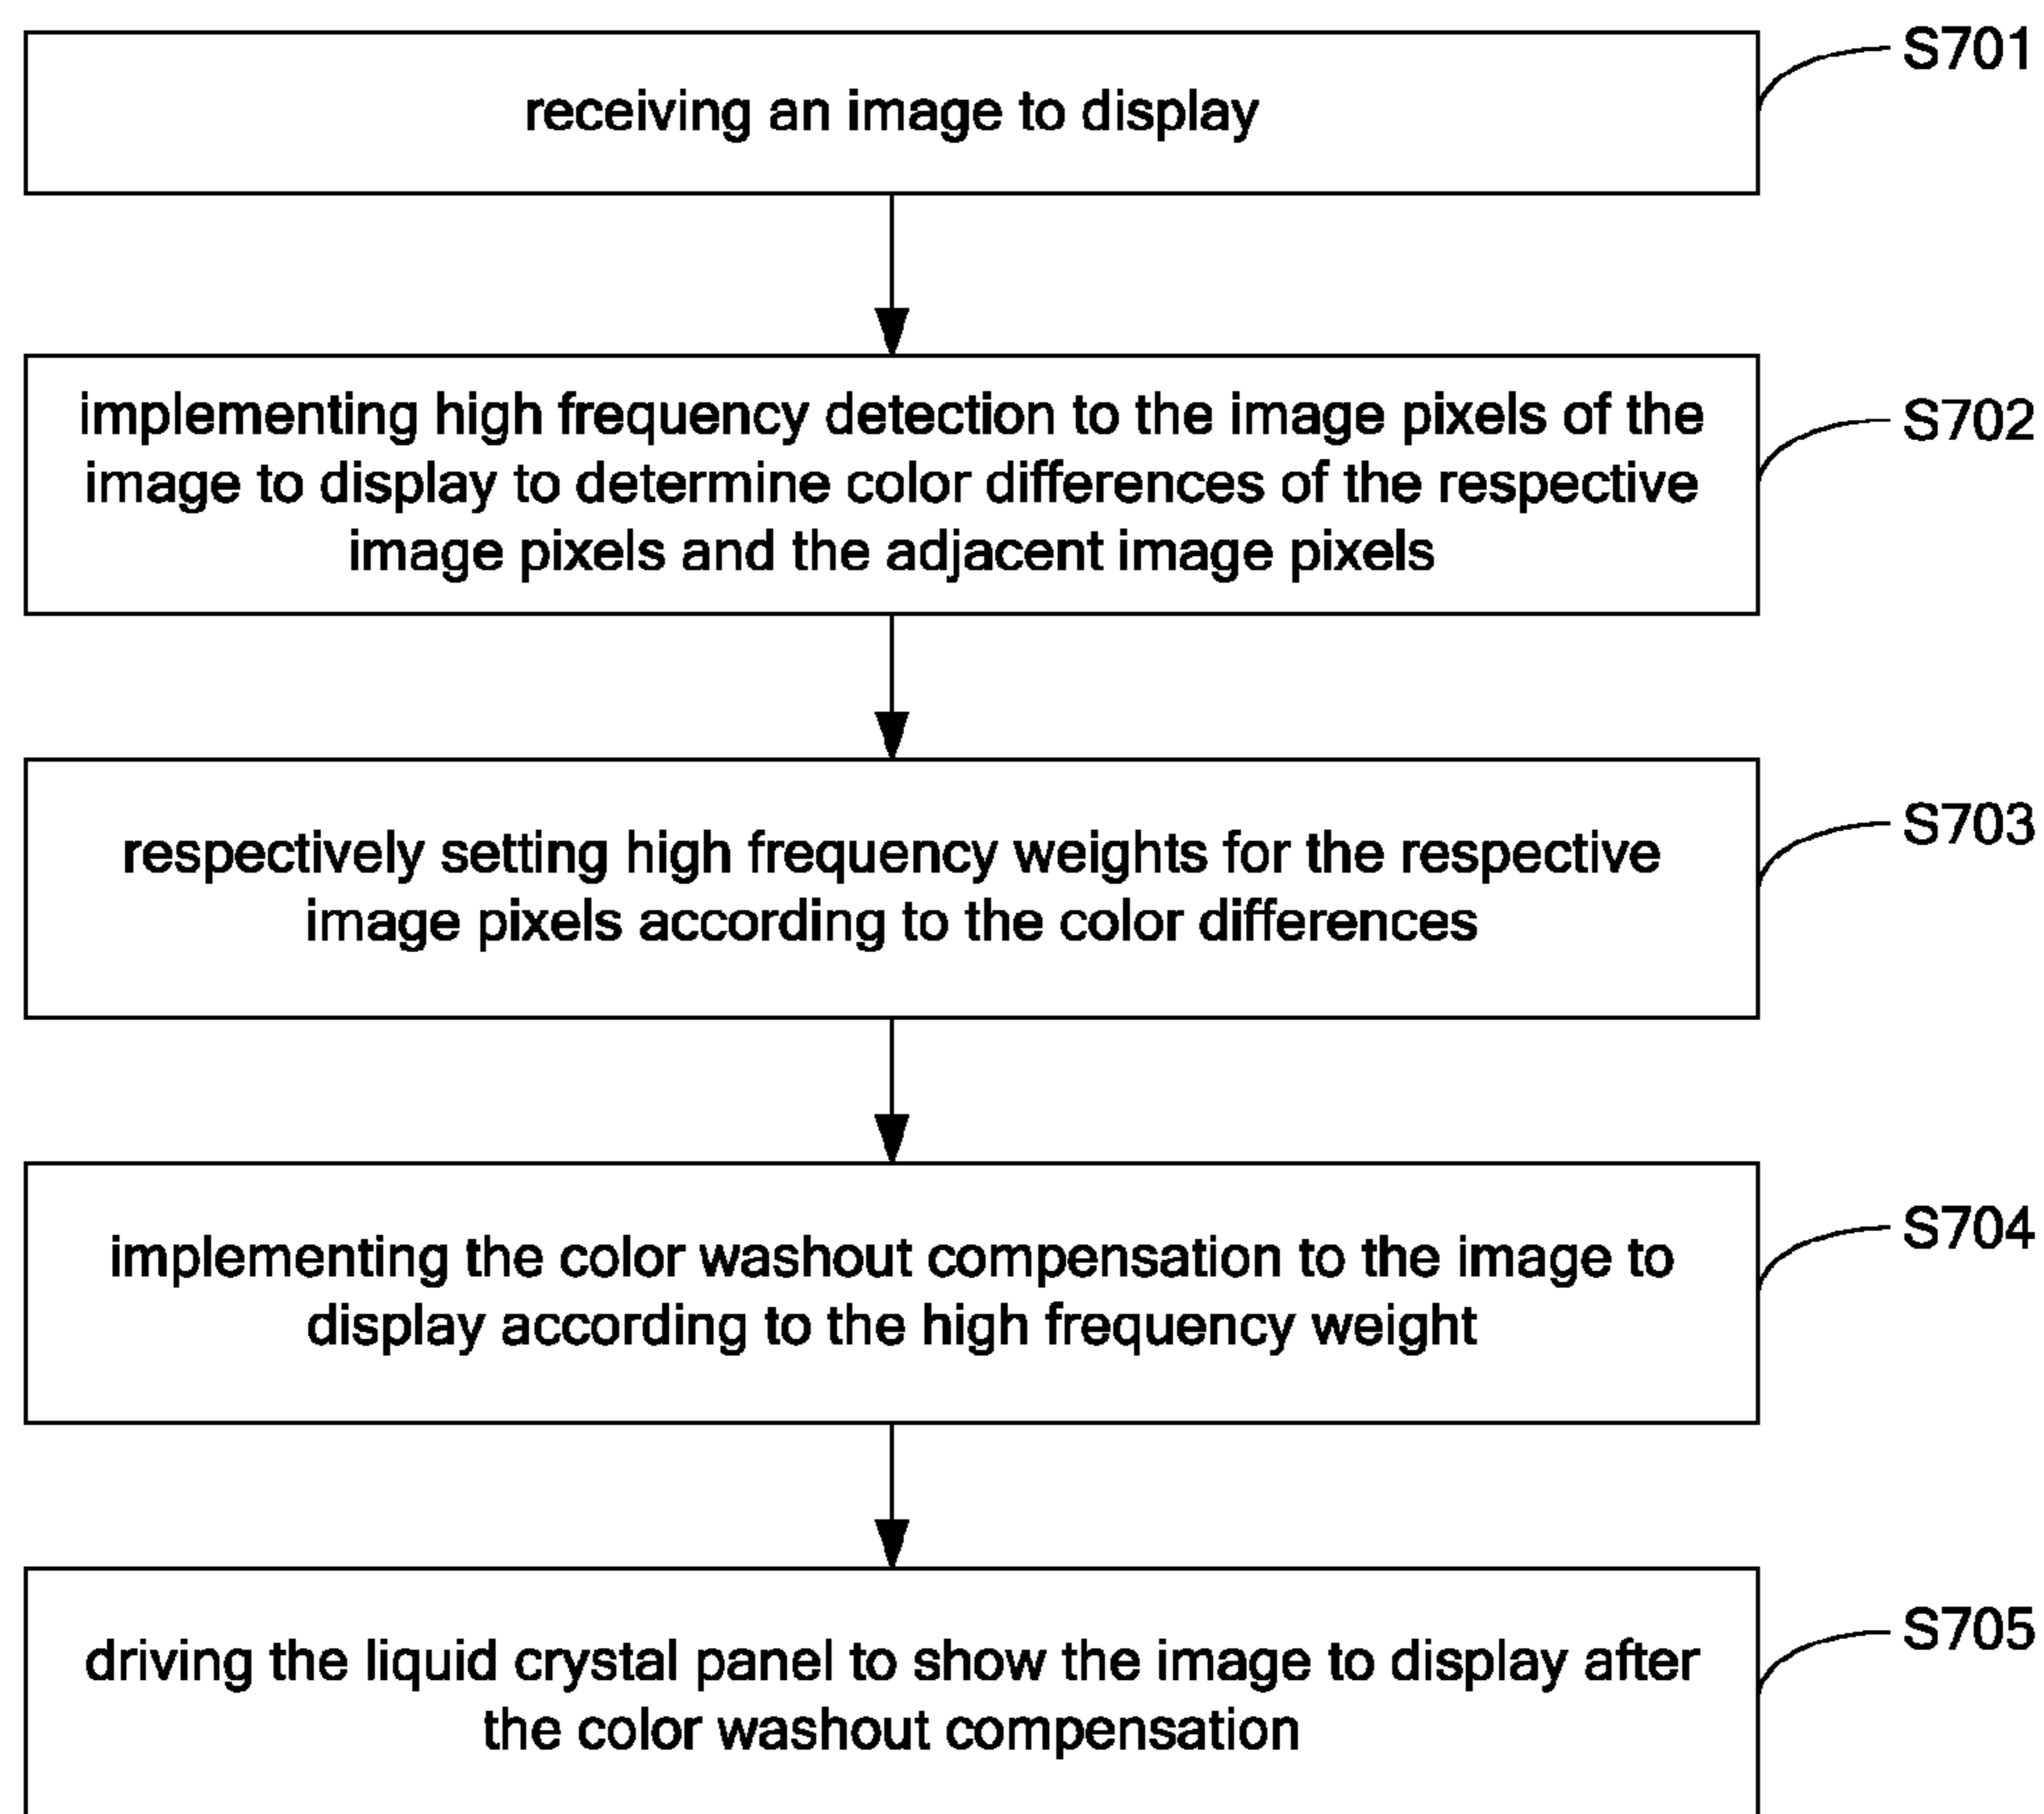 S701
receiving an image to display
S702
implementing high frequency detection to the image pixels of the
image to display to determine color differences of the respective
image pixels and the adjacent image pixels
S703
respectively setting high frequency weights for the respective
image pixels according to the color differences
S704
implementing the color washout compensation to the image to
display according to the high frequency weight
S705
driving the liquid crystal panel to show the image to display after
the color washout compensation